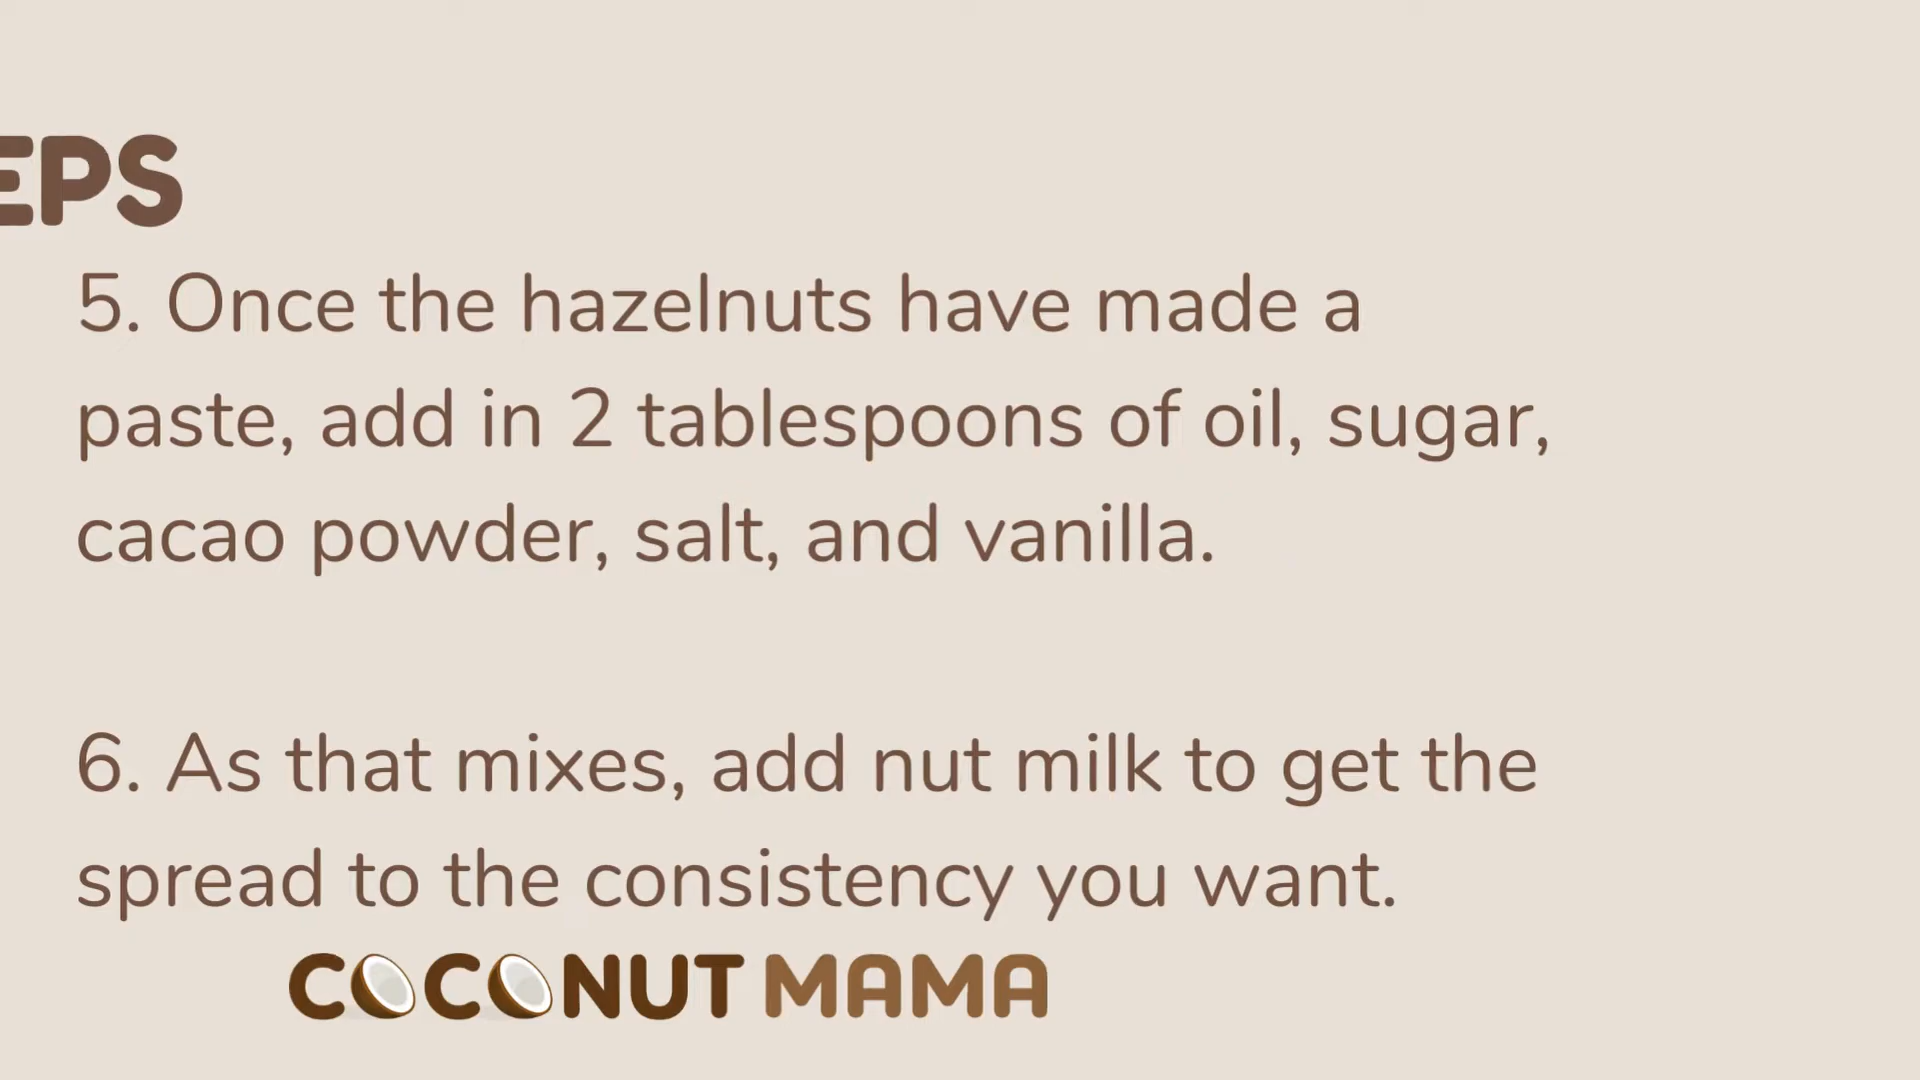 EPS
5. Once the hazelnuts have made a
paste, add in 2 tablespoons of oil, sugar,
cacao powder, salt, and vanilla.
6. As that mixes, add nut milk to get the
spread to the consistency you want.
COCONUT MAMA